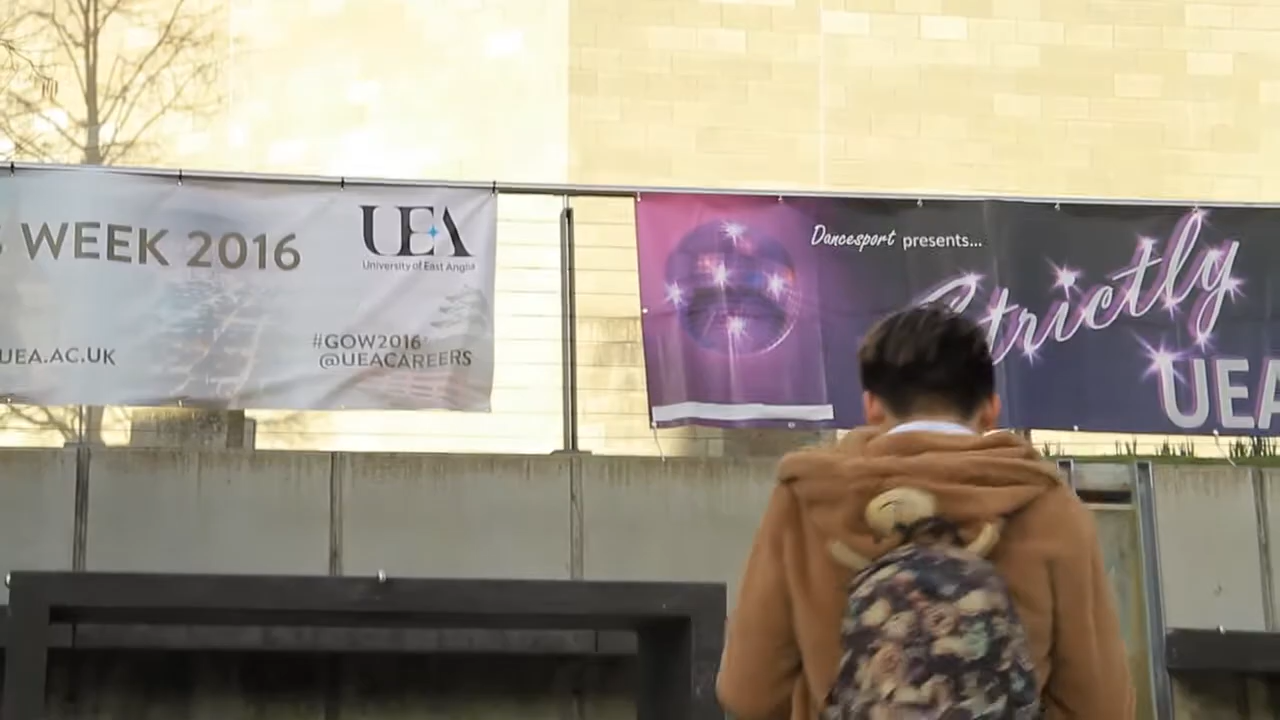 WEEK 2016
UEA
University of East Anglia
UEA.AC.UK
#GOW2016
@UEACAREERS
Dancesport presents...
Strictly
UEA